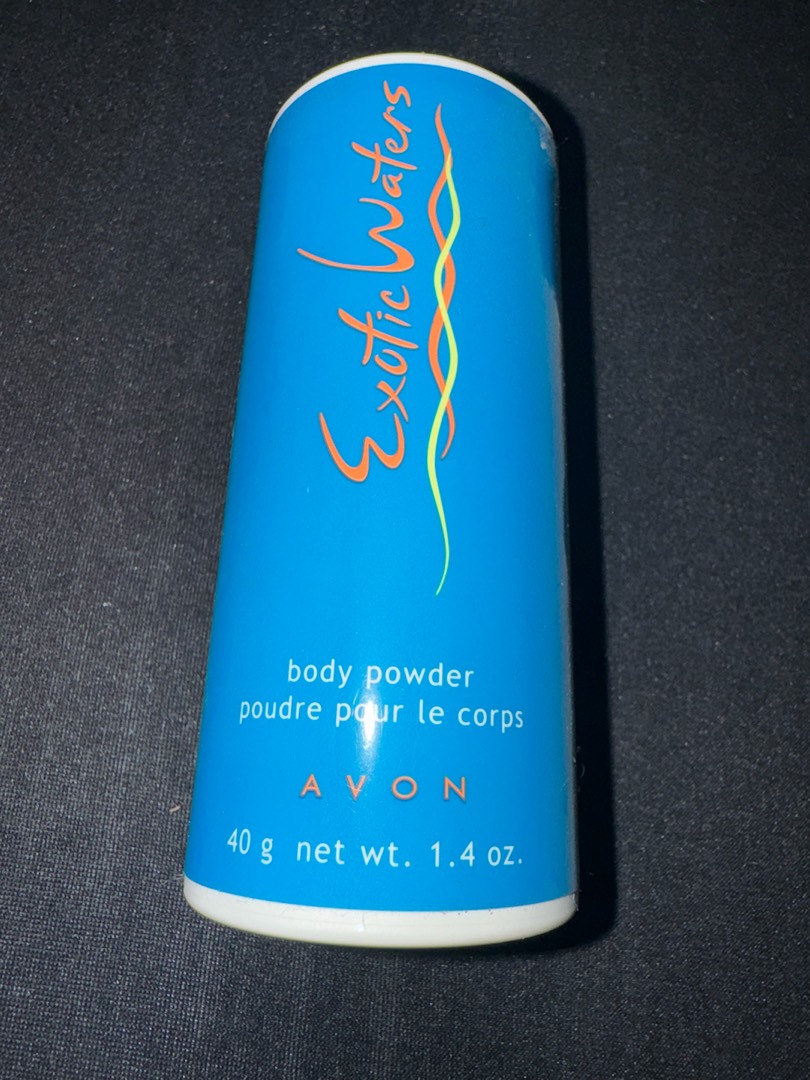 Exotic Waters
body powder
poudre pour le corps
AVON
40 g net wt. 1.4 oz.